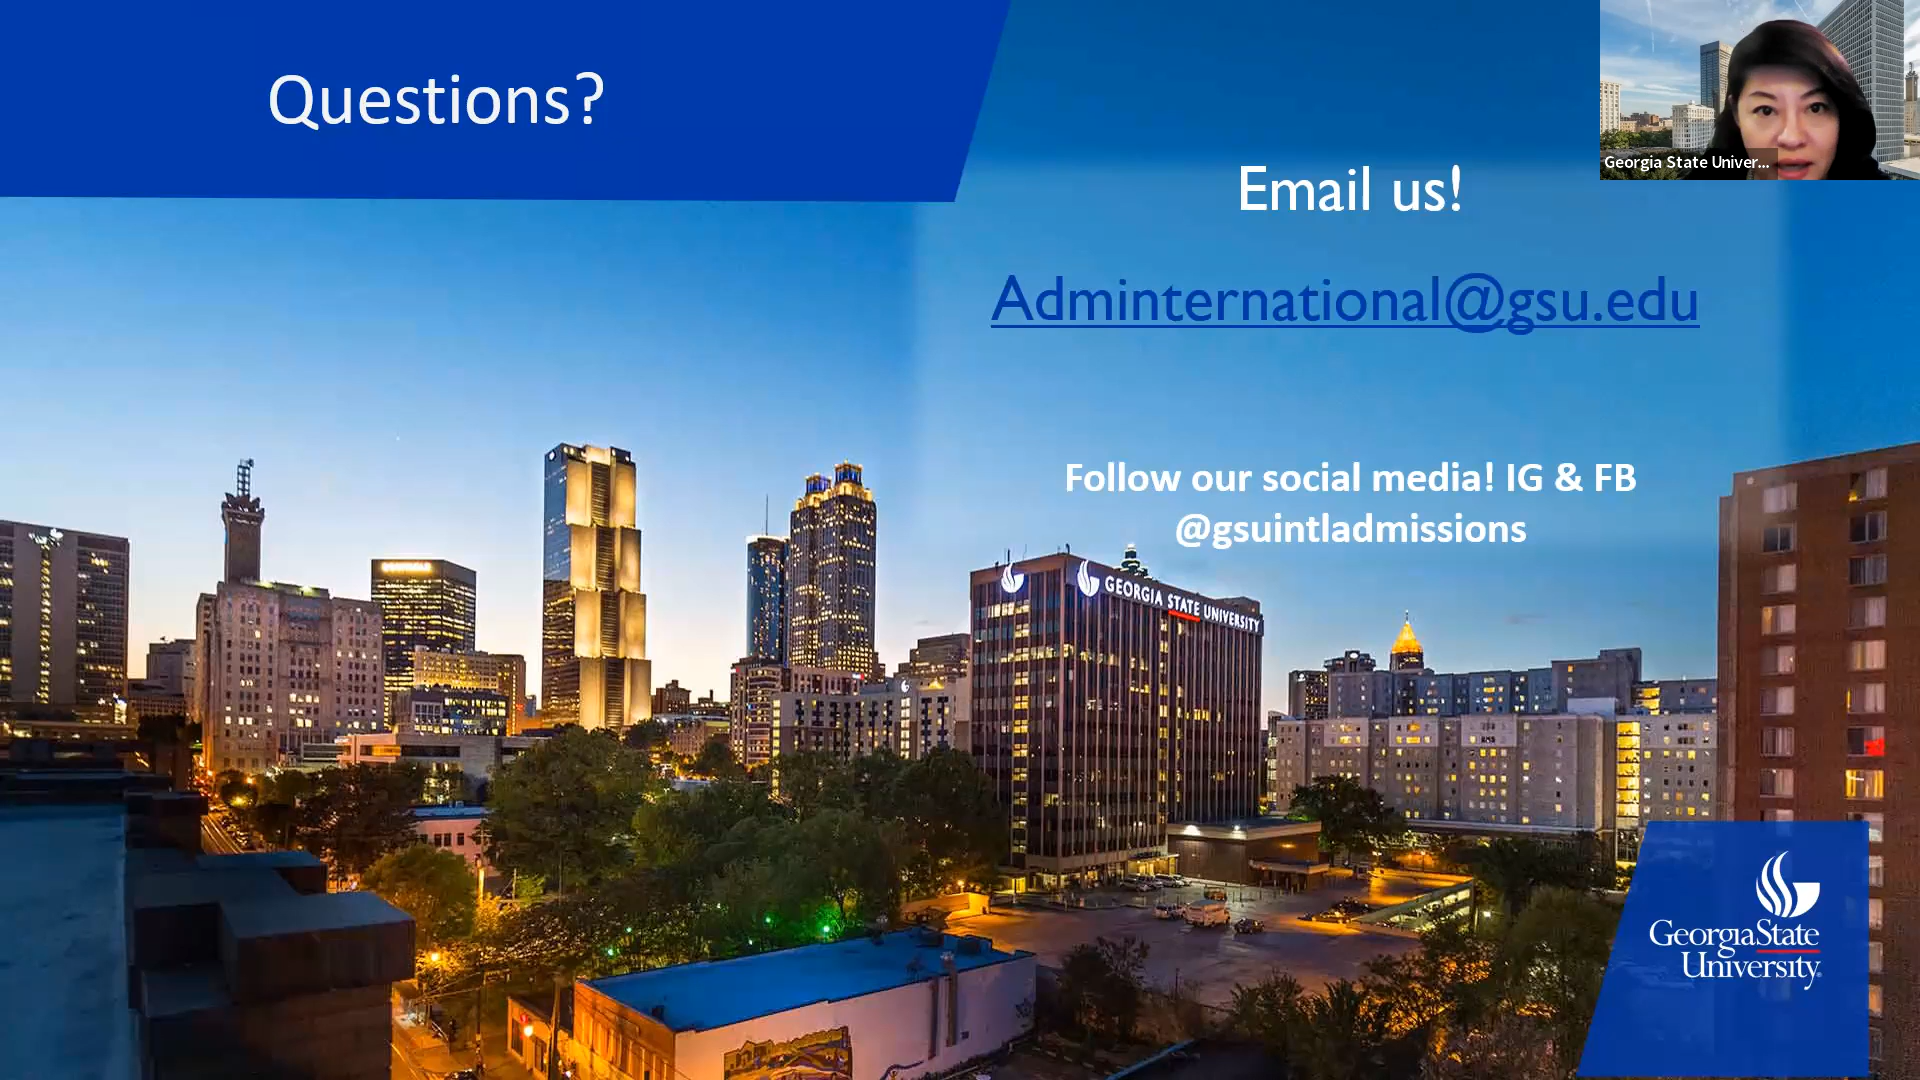 Questions?
Georgia State Univer...
Email us!
Adminternational@gsu.edu
Follow our social media! IG & FB
@gsuintladmissions
GEORGIA STATE UNIVERSITY
GeorgiaState
University